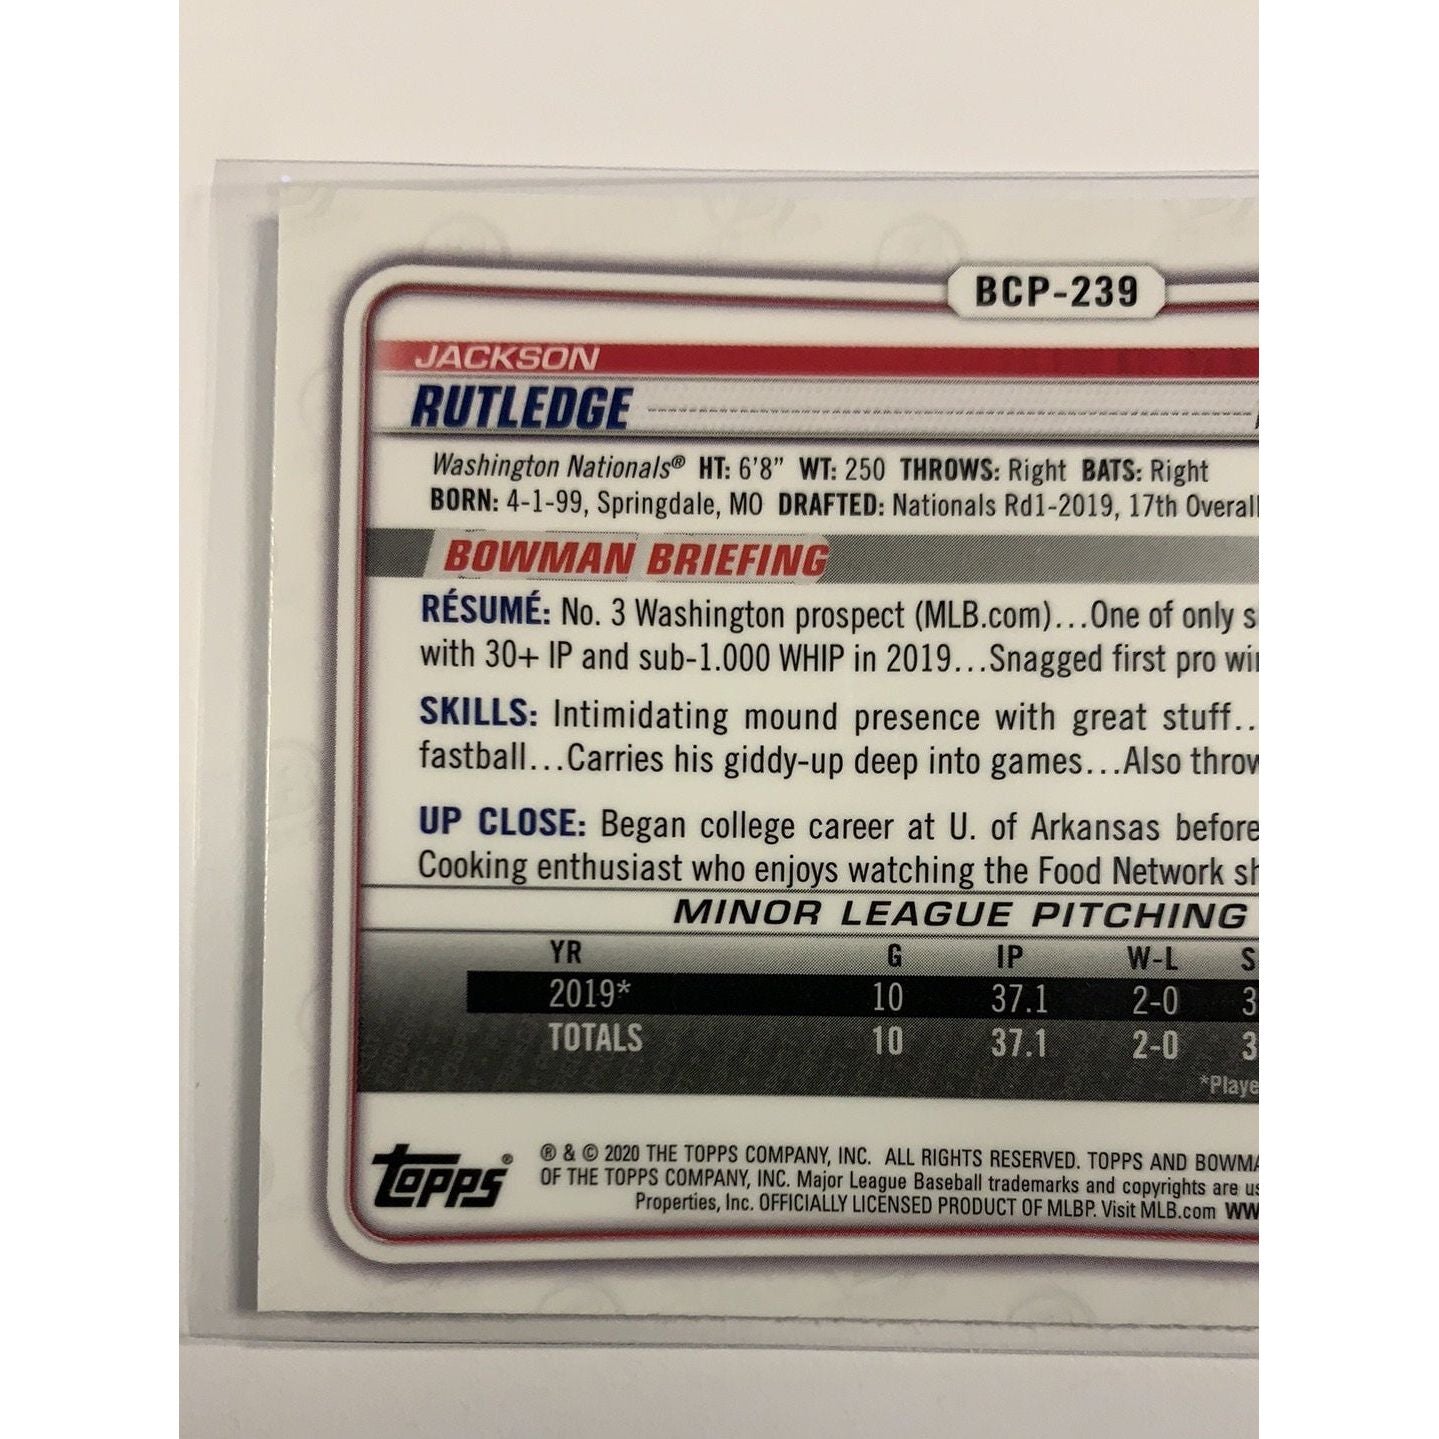 BCP-239
JACKSON
RUTLEDGE
Washington Nationals® HT: 6'8" WT: 250 THROWS: Right BATS: Right
BORN: 4-1-99, Springdale, MO DRAFTED: Nationals Rd1-2019, 17th Overall
BOWMAN BRIEFING
RÉSUMÉ: No. 3 Washington prospect (MLB.com)...One of only
with 30+ IP and sub-1.000 WHIP in 2019...Snagged first pro
SKILLS: Intimidating mound presence with great stuff..
fastball...Carries his giddy-up deep into games...Also
UP CLOSE: Began college career at U. of Arkansas before
Cooking enthusiast who enjoys watching the Food Network
MINOR LEAGUE PITCHING
YR G IP W-L
2019* 10 37.1 2-0
TOTALS 10 37.1 2-0
TOPPS® ® & © 2020 THE TOPPS COMPANY, INC. ALL RIGHTS RESERVED. TOPPS AND
OF THE TOPPS COMPANY, INC. Major League Baseball trademarks and copyrights are
Properties, Inc. OFFICIALLY LICENSED PRODUCT OF MLBP. Visit MLB.com